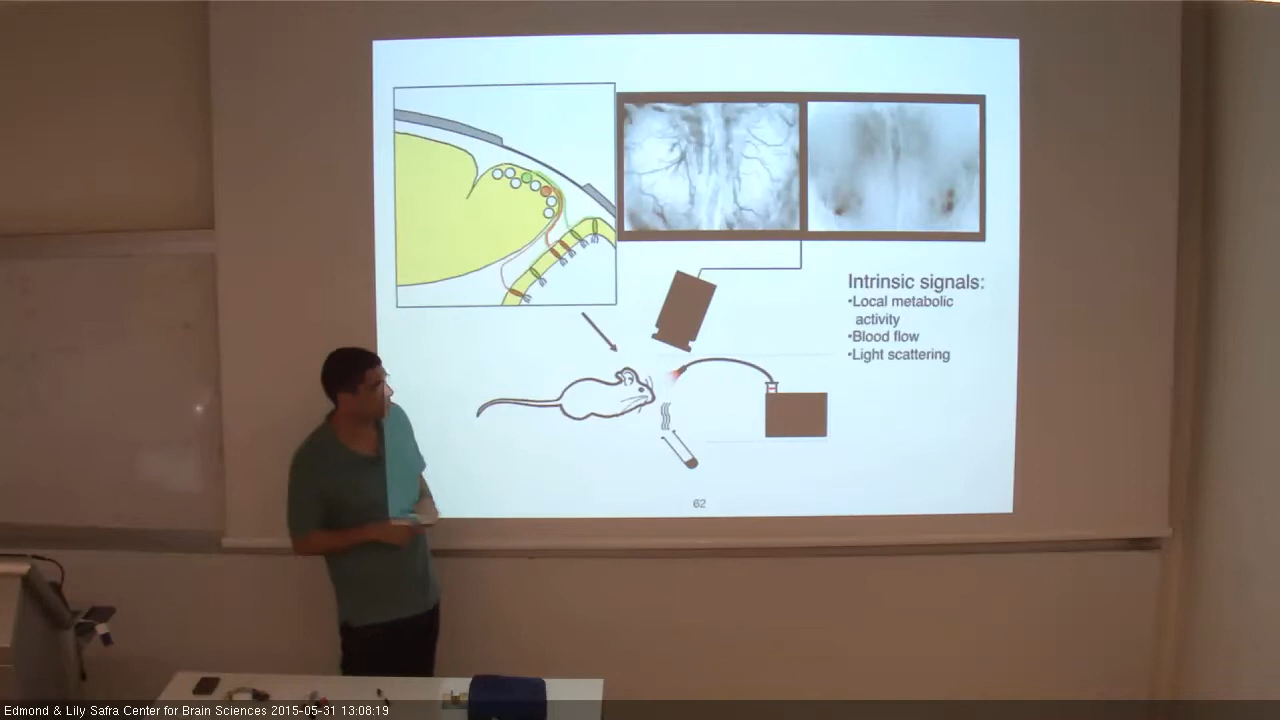 Intrinsic signals:
•Local metabolic
activity
•Blood flow
•Light scattering
62
Edmond & Lily Safra Center for Brain Sciences 2015-05-31 13:08:19